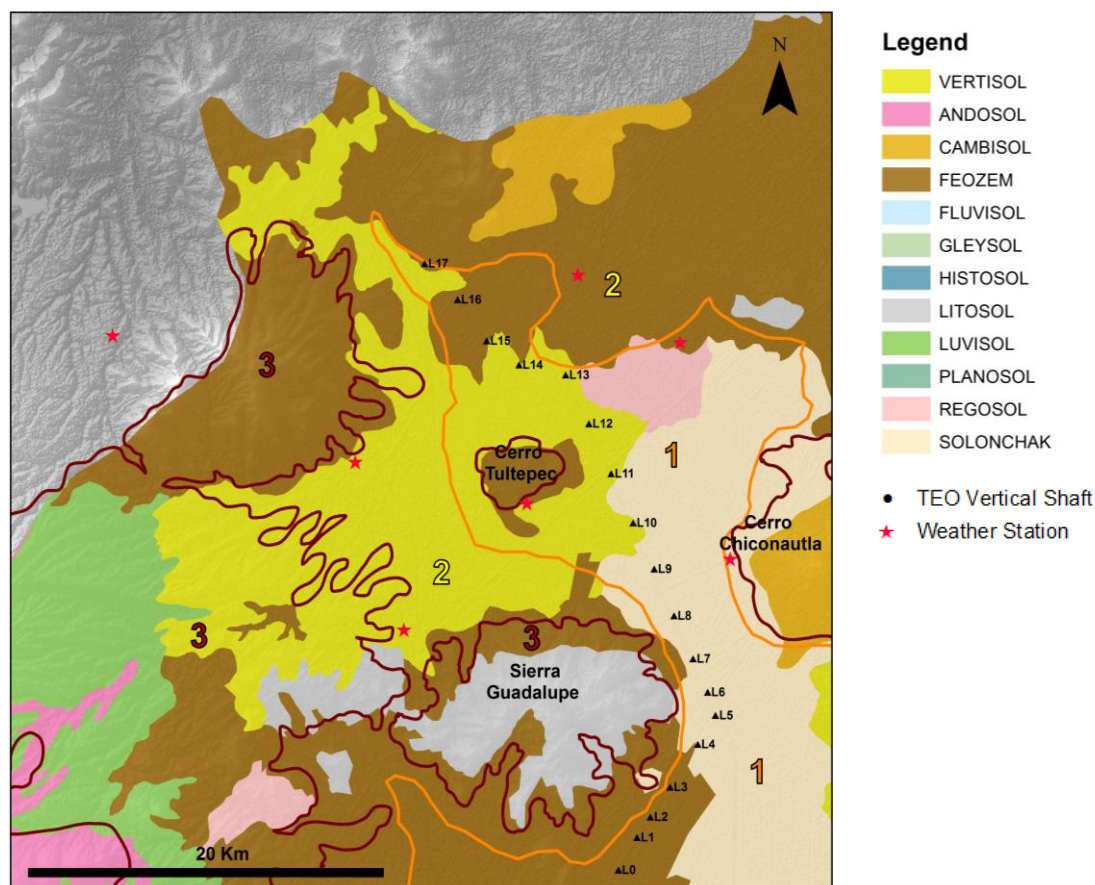 N
L17
2
L16
3
L15
L14
L13
L12
Cerro
Tultepec
1
L11
L10
Cerro
Chiconautla
L9
2
L8
3
3
L7
Sierra
Guadalupe
L6
L5
L4
1
L3
L2
L1
20 Km
L0
Legend
VERTISOL
ANDOSOL
CAMBISOL
FEOZEM
FLUVISOL
GLEYSOL
HISTOSOL
LITOSOL
LUVISOL
PLANOSOL
REGOSOL
SOLONCHAK
TEO Vertical Shaft
Weather Station